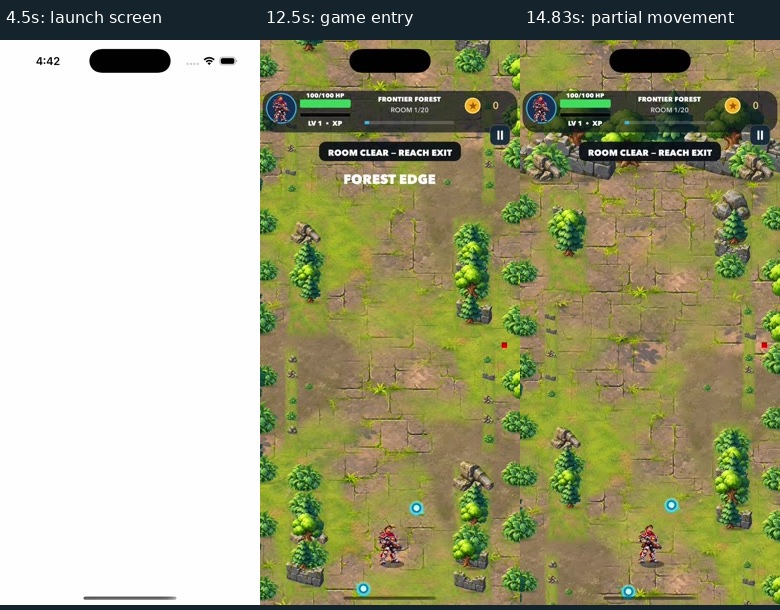 4.5s: launch screen
12.5s: game entry
14.83s: partial movement
4:42
100/100 HP
FRONTIER FOREST
ROOM 1/20
0
LV 1 • XP
ROOM CLEAR – REACH EXIT
FOREST EDGE
100/100 HP
FRONTIER FOREST
ROOM 1/20
0
LV 1 • XP
ROOM CLEAR – REACH EXIT